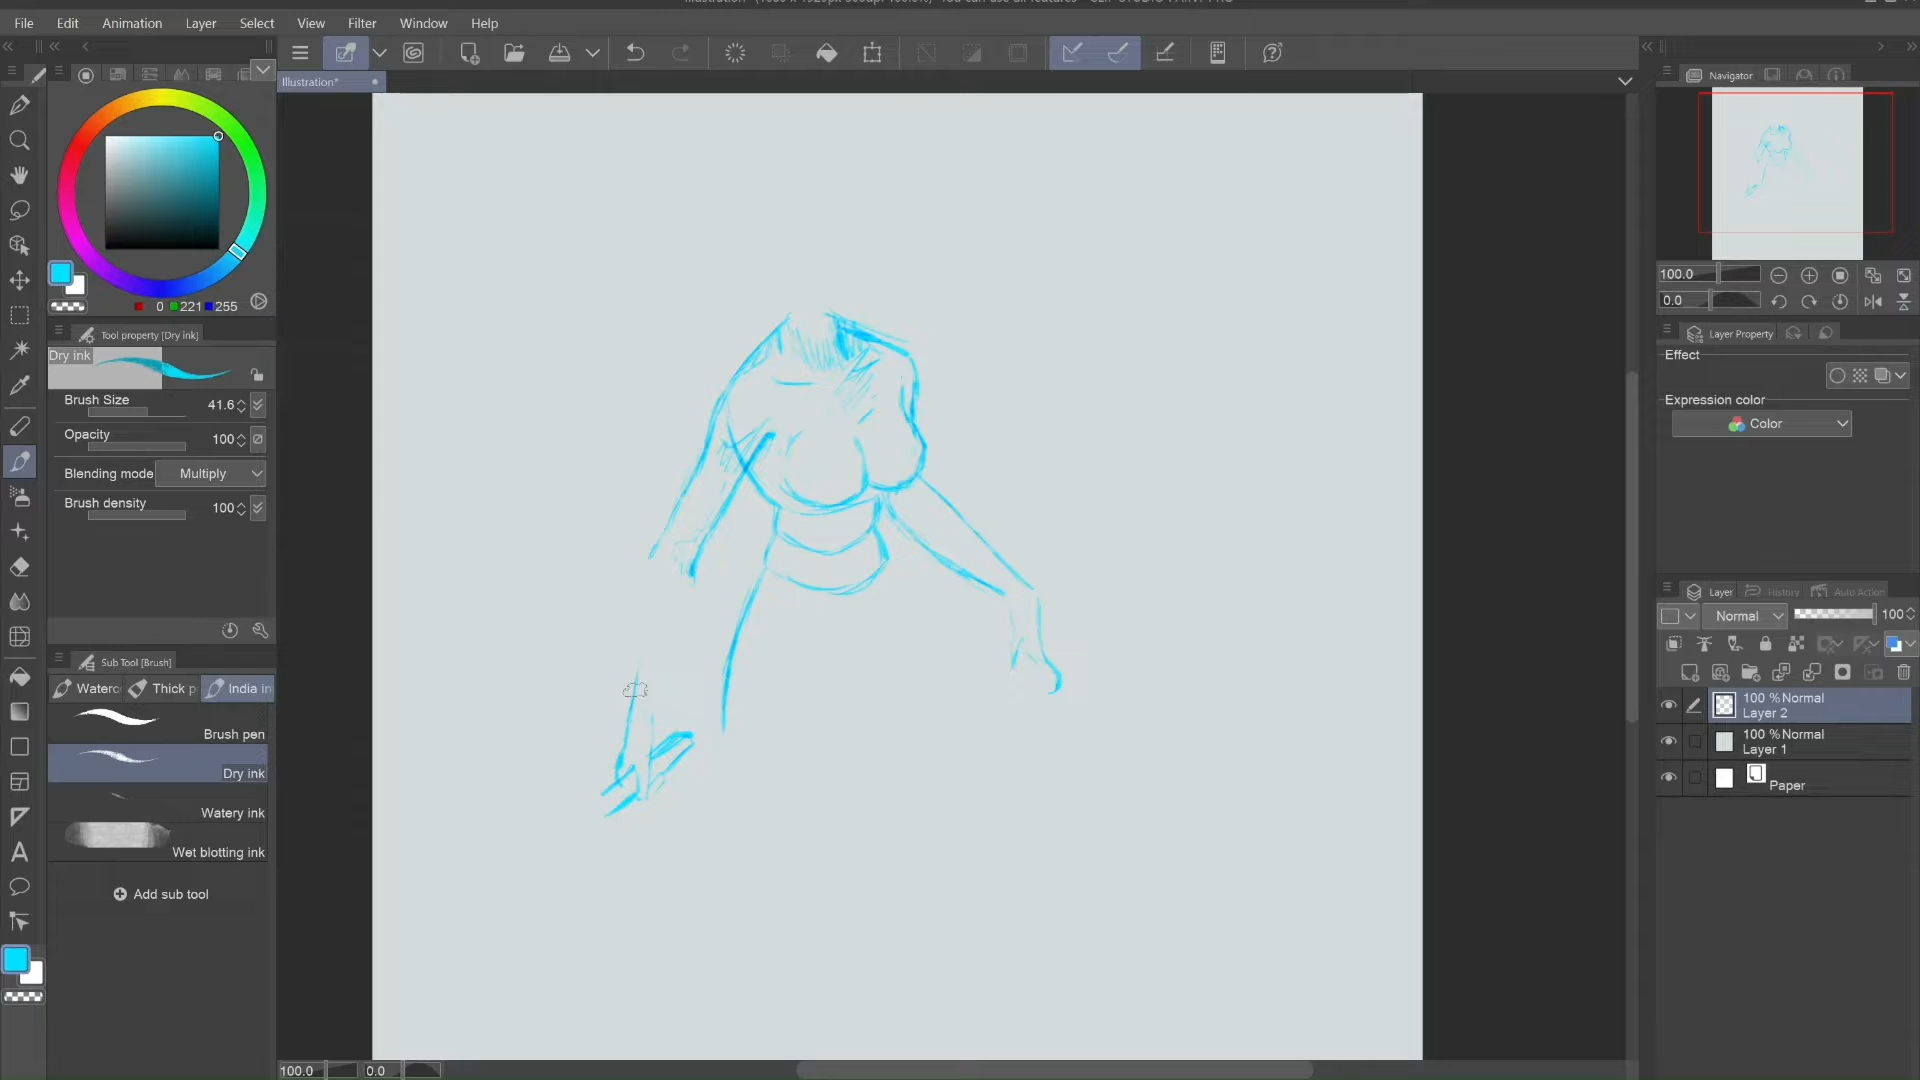 File Edit Animation Layer Select View Filter Window Help
Illustration*
Navigator
0 221 255
100.0
0.0
Tool property [Dry ink]
Dry ink
Brush Size 41.6
Opacity 100
Blending mode Multiply
Brush density 100
Layer Property
Effect
Expression color
Color
Sub Tool [Brush]
Waterc Thick p India in
Brush pen
Dry ink
Watery ink
Wet blotting ink
Add sub tool
Layer History Auto Action
Normal 100
100 % Normal
Layer 2
100 % Normal
Layer 1
Paper
100.0 0.0